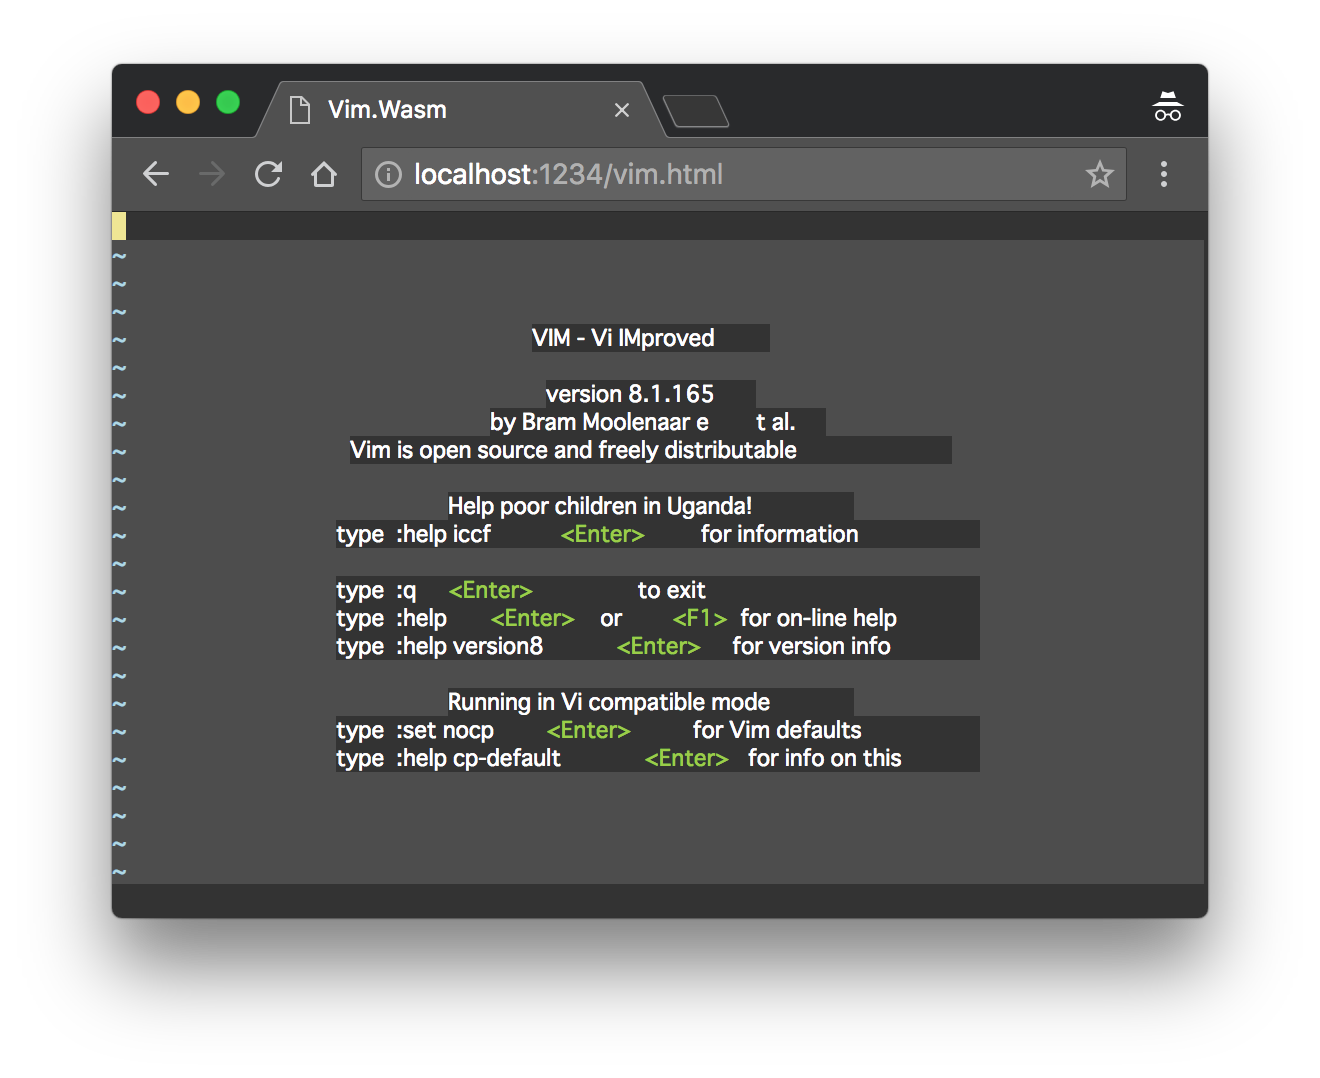 Vim.Wasm
localhost:1234/vim.html
~
~
~
~ VIM - Vi IMproved
~
~ version 8.1.165
~ by Bram Moolenaar e t al.
~ Vim is open source and freely distributable
~
~ Help poor children in Uganda!
~ type :help iccf <Enter> for information
~
~ type :q <Enter> to exit
~ type :help <Enter> or <F1> for on-line help
~ type :help version8 <Enter> for version info
~
~ Running in Vi compatible mode
~ type :set nocp <Enter> for Vim defaults
~ type :help cp-default <Enter> for info on this
~
~
~
~